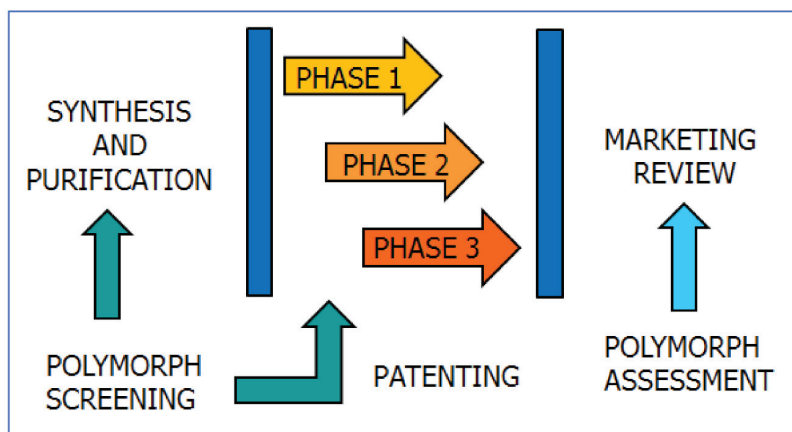 SYNTHESIS
AND
PURIFICATION
PHASE 1
PHASE 2
PHASE 3
MARKETING
REVIEW
POLYMORPH
SCREENING
PATENTING
POLYMORPH
ASSESSMENT